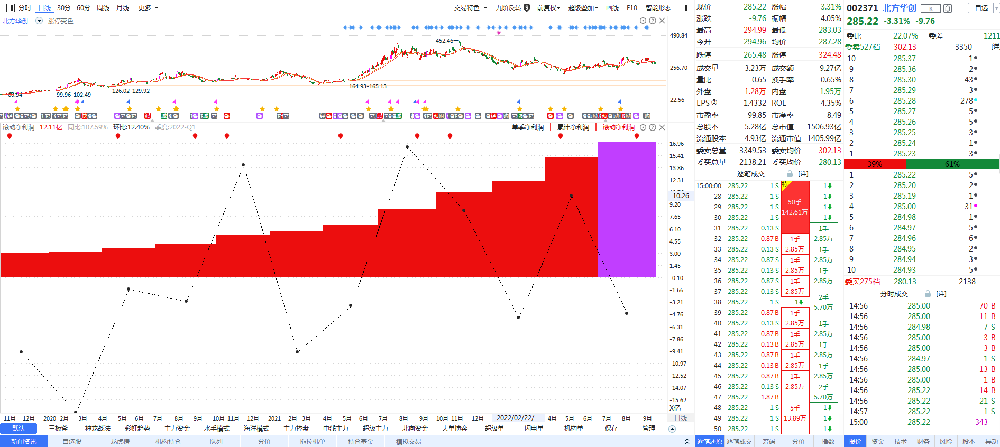 分时 日线 30分 60分 周线 月线 更多
交易特色 九阶反转 9 前复权 超级叠加 画线 F10 智能形态
北方华创 涨停变色
490.84
452.46
256.70
164.93-165.13
126.02-129.92
99.96-102.49
60.94
22.56
滚动净利润 12.11亿 同比:107.59% 环比:12.40% 季度:2022-Q1
单季净利润 累计净利润 滚动净利润
16.96
15.41
13.86
12.31
10.26
9.20
7.65
6.10
4.55
3.00
1.45
-0.10
-1.66
-3.21
-4.76
-6.31
-7.86
-9.41
-10.97
-12.52
-14.07
-15.62
X亿
11月 12月 2020 2月 3月 4月 5月 6月 7月 8月 9月 10月 11月 12月 2021 2月 3月 4月 5月 6月 7月 8月 9月 10月 11月 12月 2022/02/22/二 4月 5月 6月 7月 8月 9月 日线
默认 三板斧 神龙战法 彩虹趋势 主力资金 水手模式 海洋模式 主力控盘 中线主力 超级主力 北向资金 大单博弈 超级单 闪电单 机构单 保存 管理
新闻资讯 自选股 龙虎榜 机构持仓 队列 分价 拖拉机单 持仓基金 模拟交易
现价 285.22 涨幅 -3.31%
涨跌 -9.76 振幅 4.05%
最高 294.99 最低 283.03
今开 294.96 均价 287.28
跌停 265.48 涨停 324.48
成交量 3.23万 成交额 9.27亿
量比 0.65 换手率 0.65%
外盘 1.28万 内盘 1.95万
EPS② 1.4332 ROE 4.35%
市盈率 99.85 市净率 8.49
总股本 5.28亿 总市值 1506.93亿
流通股本 4.93亿 流通市值 1405.99亿
委卖总量 3349.53 委卖均价 302.13
委买总量 2138.21 委买均价 280.13
逐笔成交 [详]
15:00:00 285.22 1 S
28 285.22 1 S
29 285.22 1 S
30 285.22 1 S
31 285.22 0.13 S
32 285.22 0.87 B
33 285.22 0.13 S
34 285.22 0.87 S
35 285.22 0.13 S
36 285.22 0.87 S
37 285.22 0.13 S
38 285.22 1 S
39 285.22 0.87 B
40 285.22 0.13 S
41 285.22 0.87 B
42 285.22 0.13 B
43 285.22 0.87 B
44 285.22 0.13 B
45 285.22 0.87 B
46 285.22 0.13 S
47 285.22 1.87 B
48 285.22 1 S
49 285.22 1 S
50 285.22 1 S
特
50手
142.61万
1手
2.85万
1手
2.85万
1手
2.85万
1
1手
2.85万
1手
2.85万
1手
2.85万
1手
2.85万
5手
13.89万
1
1
1
1
1手
2.85万
1手
2.85万
1手
2.85万
2手
5.70万
1手
2.85万
1手
2.85万
1手
2.85万
2手
5.70万
1
1
1
逐笔还原 逐笔成交 筹码 分价 指数
002371 北方华创 R -自选
285.22 -3.31% -9.76
委比 -22.07% 委差 -1211
委卖527档 302.13 3350 [详]
10 285.37 1
9 285.36 2
8 285.30 43
7 285.29 3
6 285.28 278
5 285.27 5
4 285.26 5
3 285.25 3
2 285.24 1
1 285.23 3
39% 61%
1 285.22 5
2 285.20 2
3 285.19 1
4 285.00 31
5 284.98 1
6 284.97 5
7 284.96 6
8 284.95 2
9 284.94 3
10 284.93 5
委买275档 280.13 2138
分时成交 [详]
14:56 285.00 70 B
14:56 285.00 11 B
14:56 284.98 7 S
14:56 285.00 3 B
14:56 285.00 3 B
14:56 284.97 1 S
14:56 285.00 13 B
14:56 285.00 1 B
14:56 285.22 14 B
14:56 285.22 21 S
14:57 285.22 1 S
15:00 285.22 343
报价 资金 技术 财务 风险 股本 异动